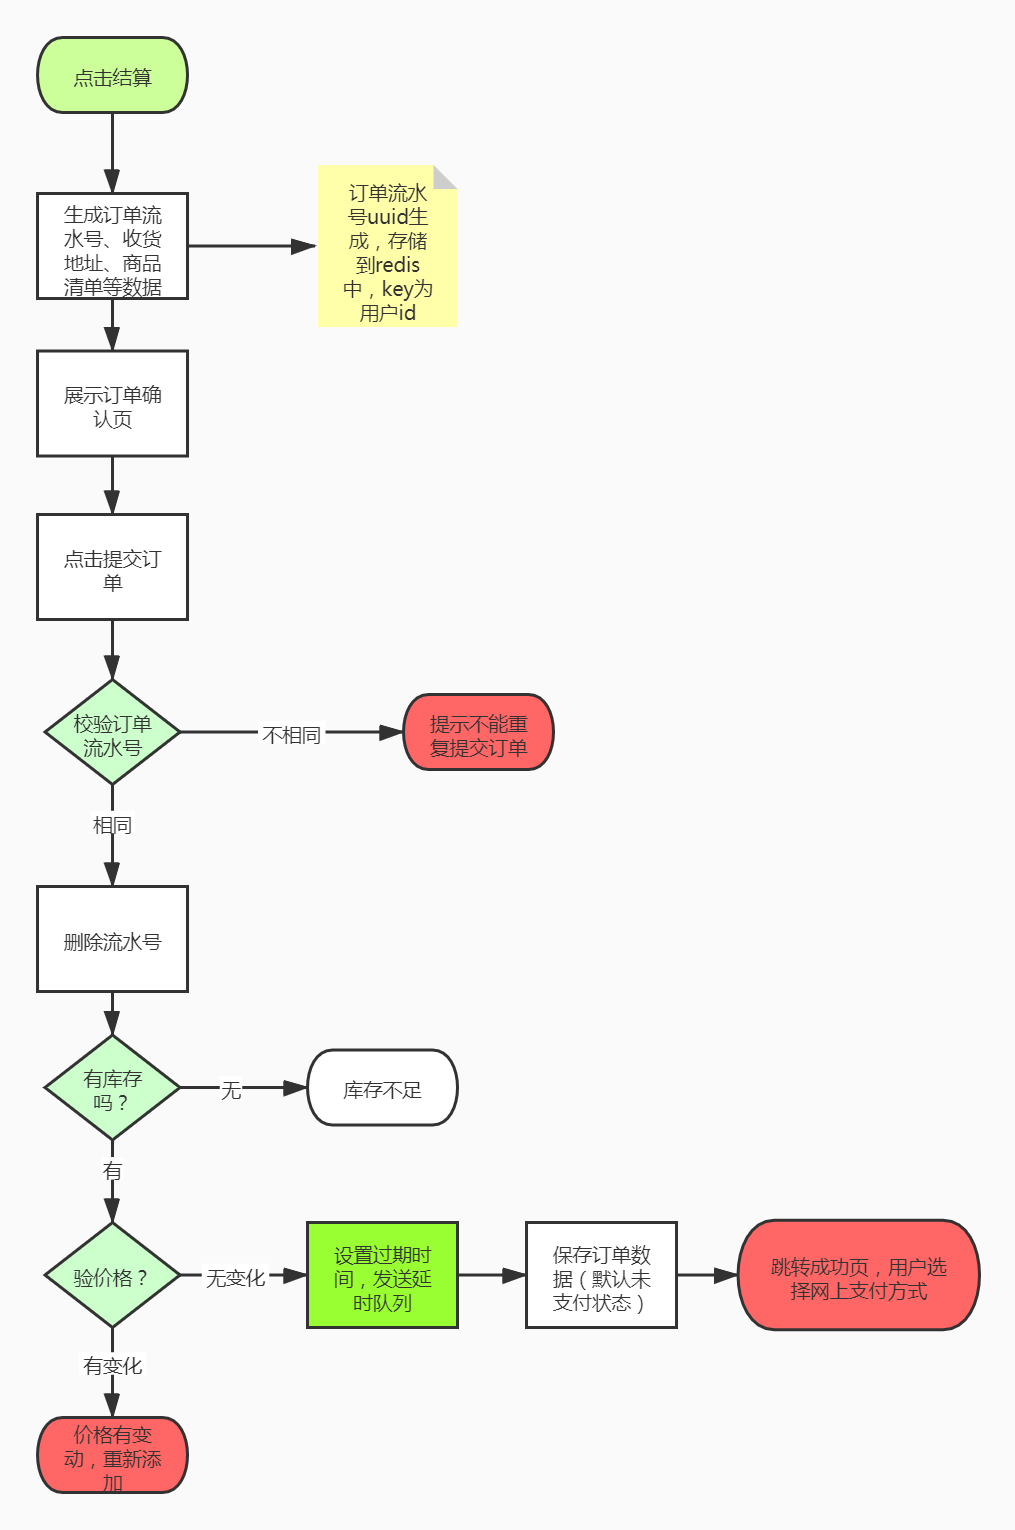 点击结算
生成订单流
水号、收货
地址、商品
清单等数据
订单流水
号uuid生
成，存储
到redis
中，key为
用户id
展示订单确
认页
点击提交订
单
校验订单
流水号
不相同
提示不能重
复提交订单
相同
删除流水号
有库存
吗？
无
库存不足
有
验价格？
无变化
设置过期时
间，发送延
时队列
保存订单数
据（默认未
支付状态）
跳转成功页，用户选
择网上支付方式
有变化
价格有变
动，重新添
加